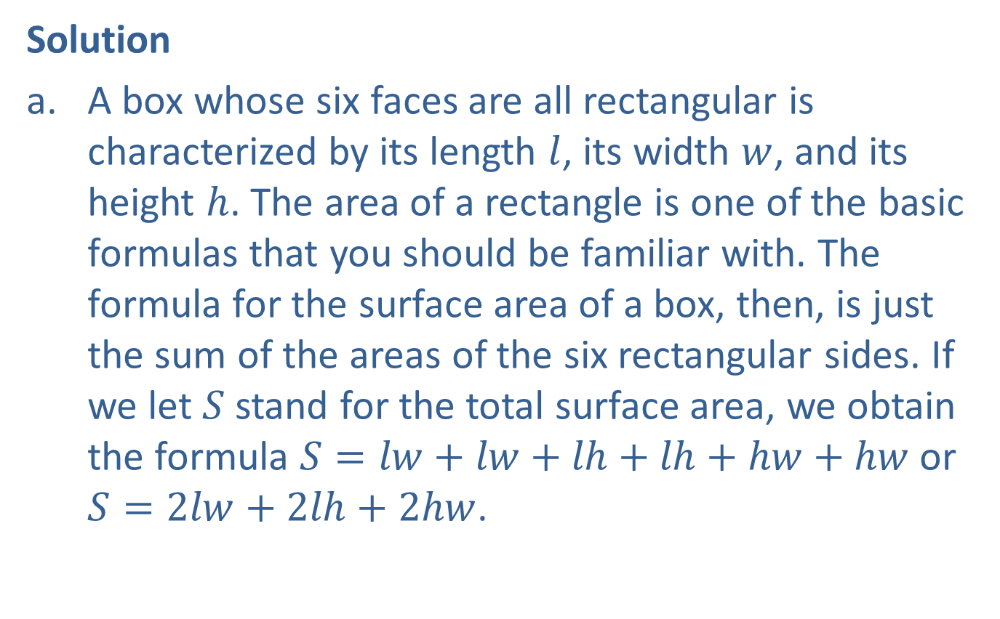 Solution
a. A box whose six faces are all rectangular is
characterized by its length l, its width w, and its
height h. The area of a rectangle is one of the basic
formulas that you should be familiar with. The
formula for the surface area of a box, then, is just
the sum of the areas of the six rectangular sides. If
we let S stand for the total surface area, we obtain
the formula S = lw + lw + lh + lh + hw + hw or
S = 2lw + 2lh + 2hw.